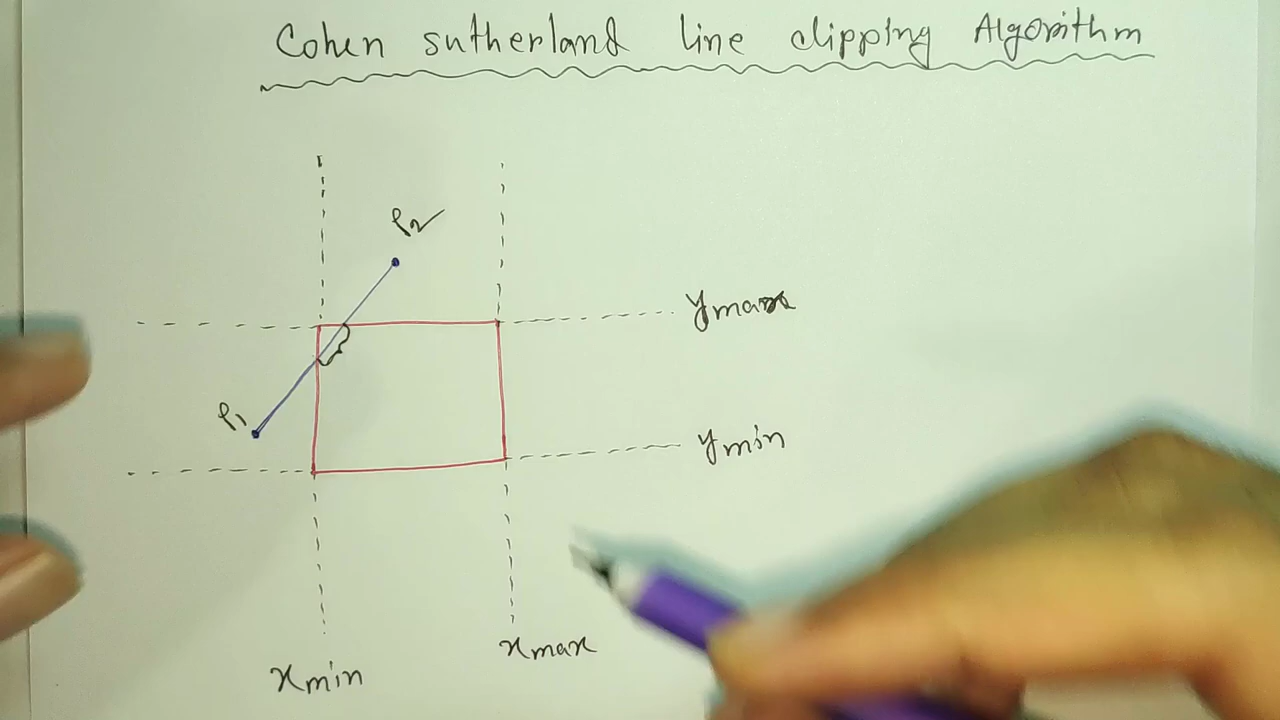 Cohen sutherland line clipping Algorithm
P2
ymax
P1
ymin
xmax
xmin